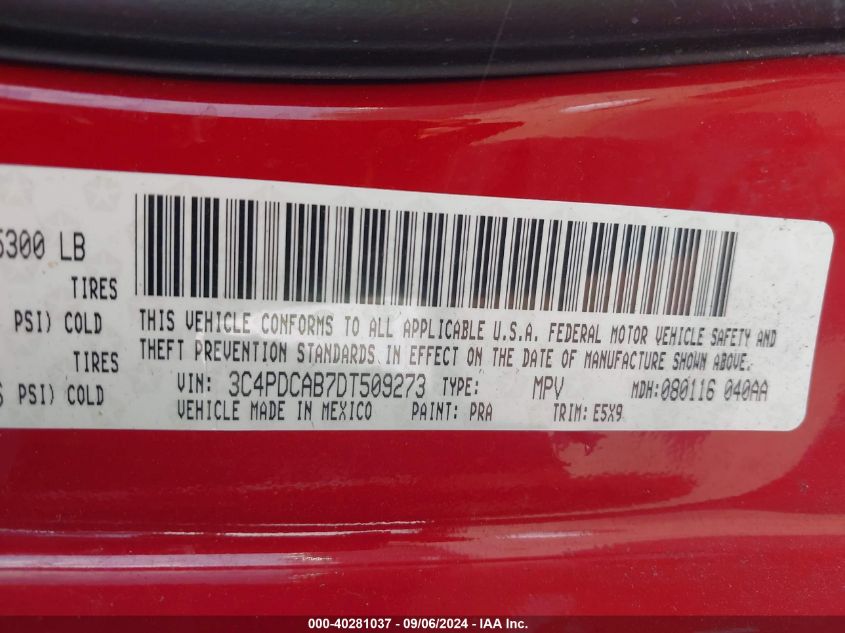 300 LB
TIRES
PSI) COLD
TIRES
PSI) COLD
THIS VEHICLE CONFORMS TO ALL APPLICABLE U.S.A. FEDERAL MOTOR VEHICLE SAFETY AND
THEFT PREVENTION STANDARDS IN EFFECT ON THE DATE OF MANUFACTURE SHOWN ABOVE.
VIN: 3C4PDCAB7DT509273 TYPE: MPV MDH:080116 040AA
VEHICLE MADE IN MEXICO PAINT: PRA TRIM: E5X9
000-40281037 - 09/06/2024 - IAA Inc.